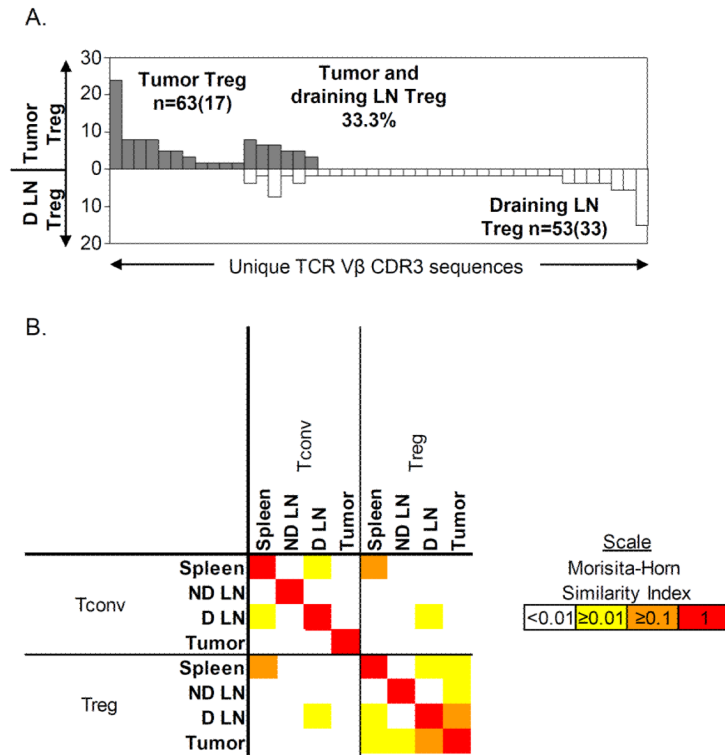 A.
30
20
10
0
10
20
Tumor Treg
D LN Treg
Tumor Treg
n=63(17)
Tumor and
draining LN Treg
33.3%
Draining LN
Treg n=53(33)
Unique TCR Vβ CDR3 sequences
B.
Tconv
Treg
Spleen
ND LN
D LN
Tumor
Spleen
ND LN
D LN
Tumor
Tconv
Spleen
ND LN
D LN
Tumor
Treg
Spleen
ND LN
D LN
Tumor
Scale
Morisita-Horn
Similarity Index
<0.01 ≥0.01 ≥0.1 1